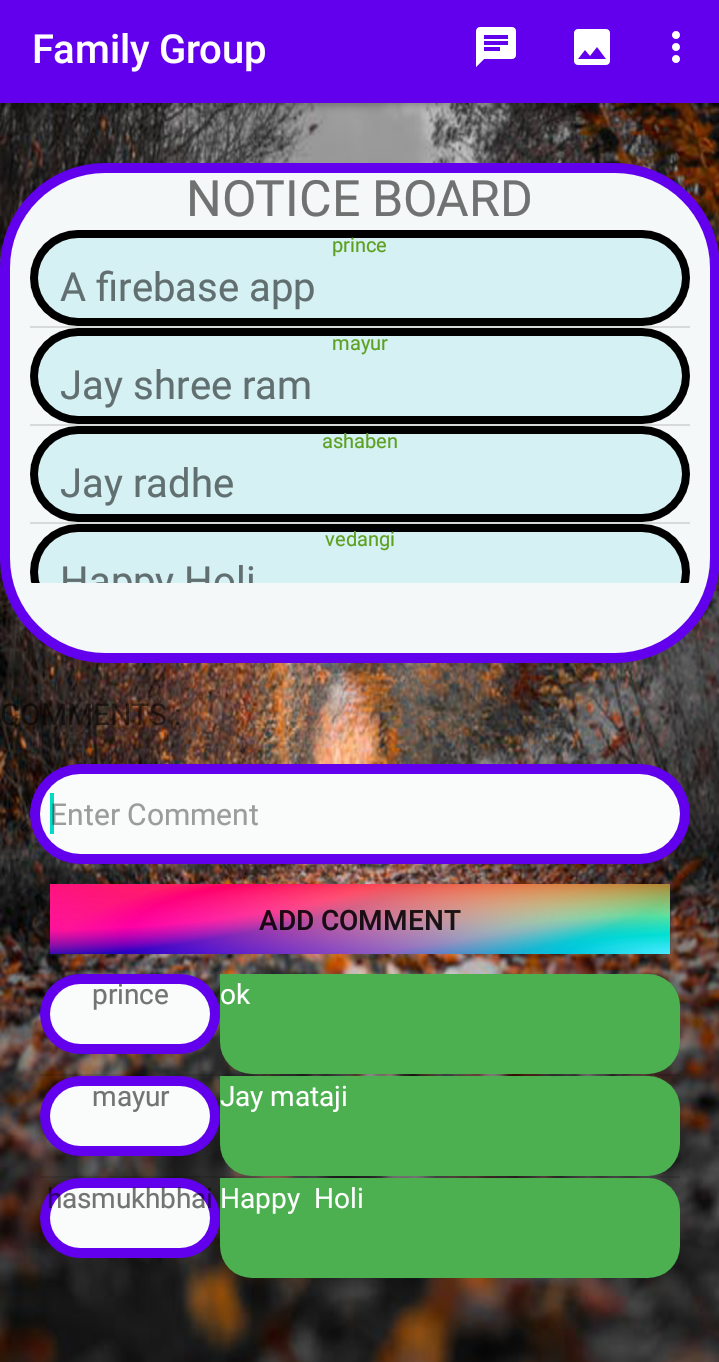 Family Group
NOTICE BOARD
prince
A firebase app
mayur
Jay shree ram
ashaben
Jay radhe
vedangi
Happy Holi
COMMENTS :
Enter Comment
ADD COMMENT
prince
ok
mayur
Jay mataji
hasmukhbhai
Happy  Holi